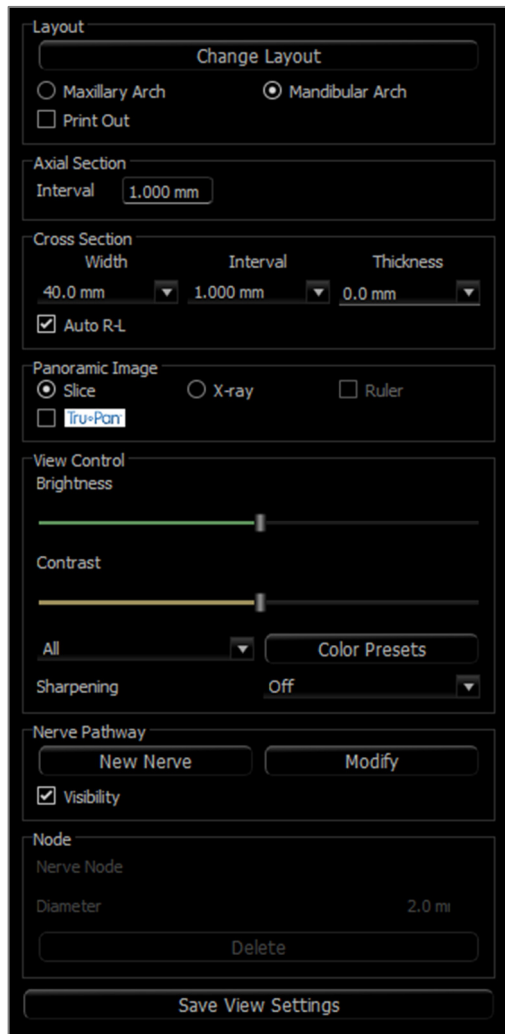 Layout
Change Layout
Maxillary Arch Mandibular Arch
Print Out
Axial Section
Interval 1.000 mm
Cross Section
Width Interval Thickness
40.0 mm 1.000 mm 0.0 mm
Auto R-L
Panoramic Image
Slice X-ray Ruler
Tru•Pan
View Control
Brightness
Contrast
All Color Presets
Sharpening Off
Nerve Pathway
New Nerve Modify
Visibility
Node
Nerve Node
Diameter 2.0 m
Delete
Save View Settings